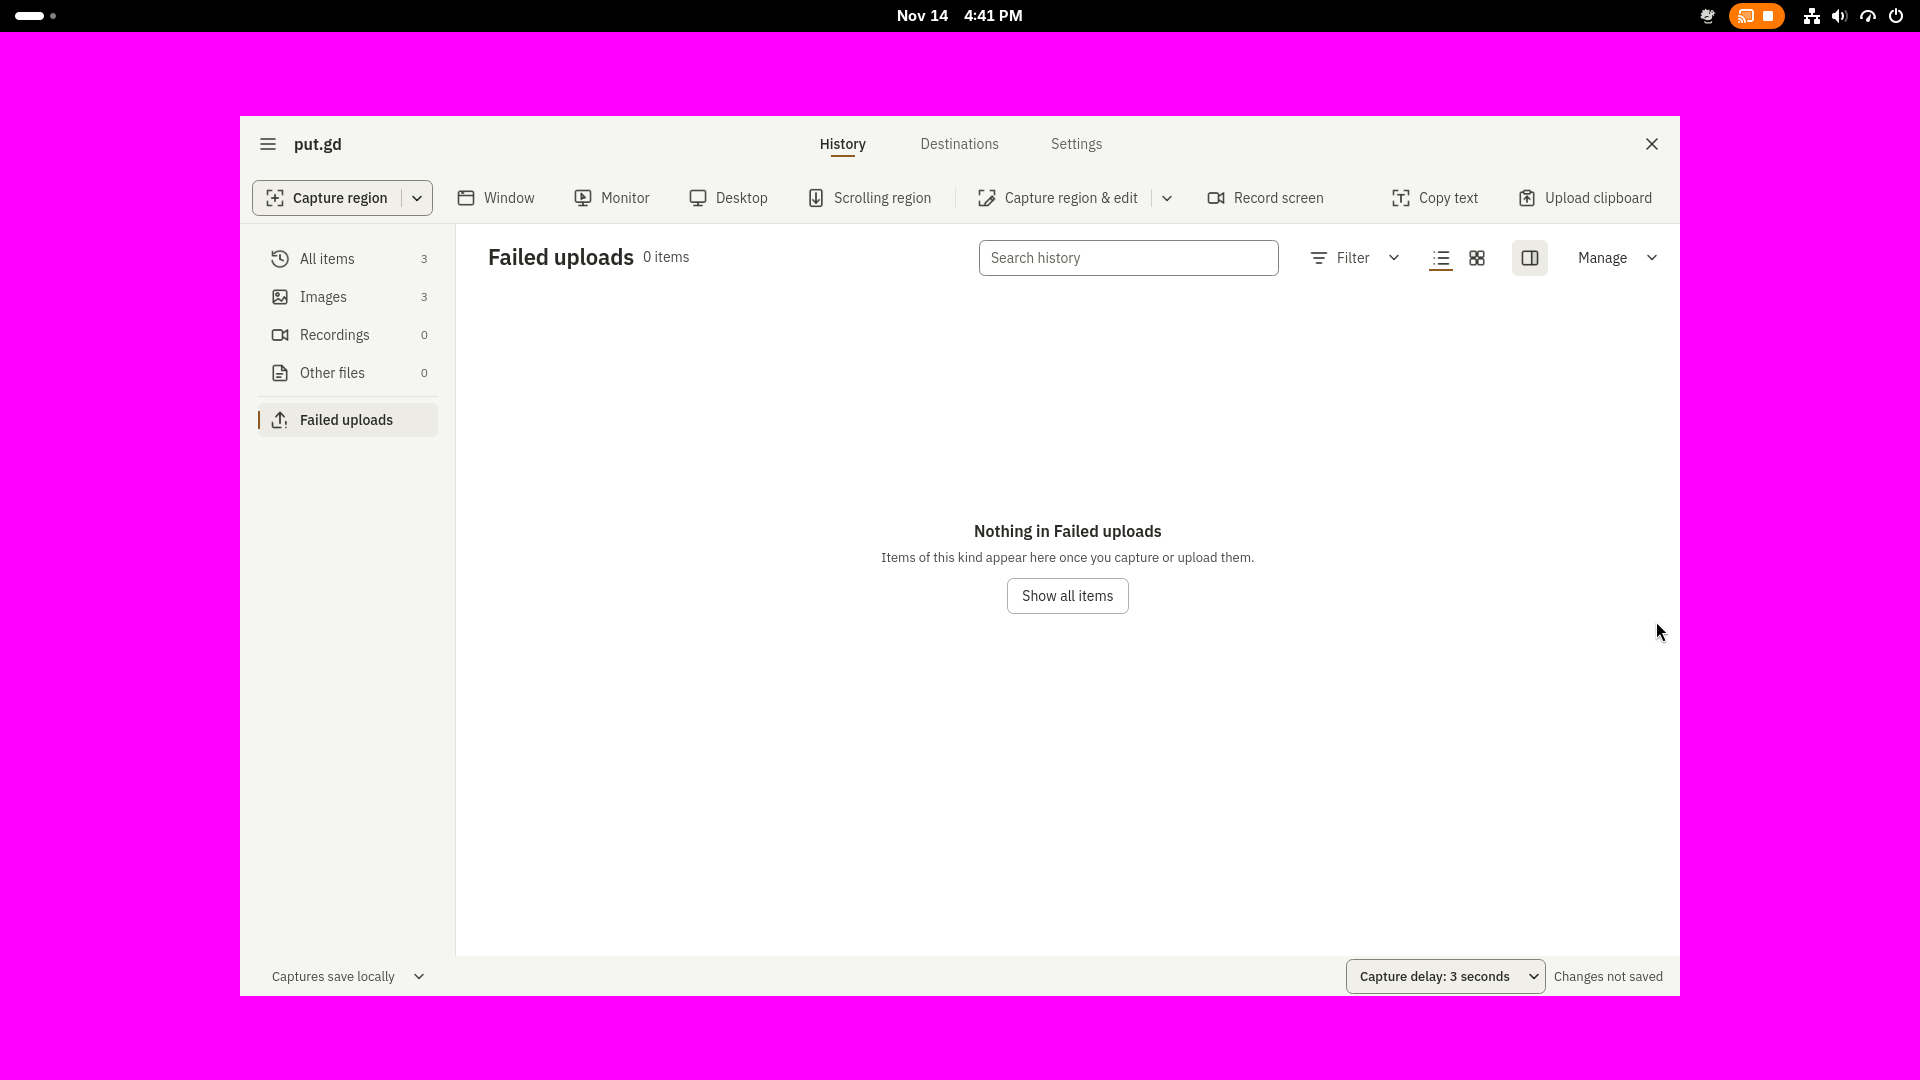 Nov 14 4:41 PM
put.gd
History Destinations Settings
Capture region Window Monitor Desktop Scrolling region Capture region & edit Record screen Copy text Upload clipboard
All items 3
Images 3
Recordings 0
Other files 0
Failed uploads
Failed uploads 0 items
Search history
Filter
Manage
Nothing in Failed uploads
Items of this kind appear here once you capture or upload them.
Show all items
Captures save locally
Capture delay: 3 seconds
Changes not saved